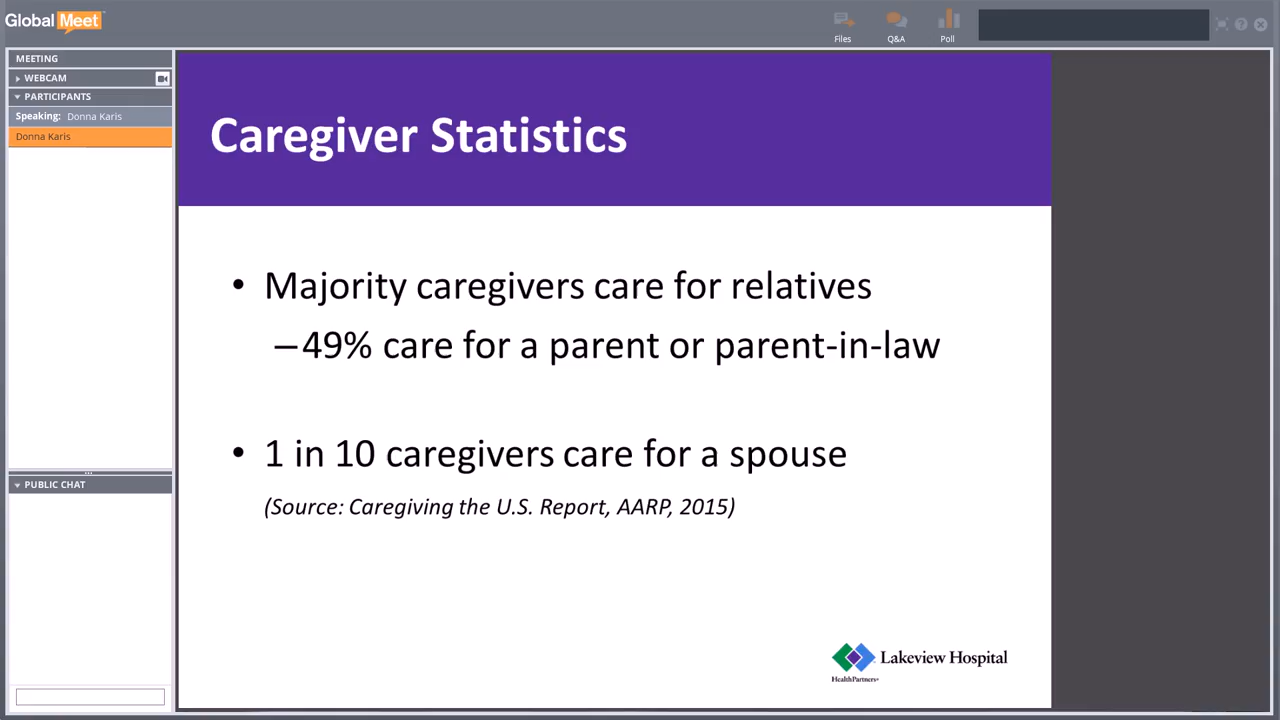 Global Meet
Files
Q&A
Poll
MEETING
WEBCAM
PARTICIPANTS
Speaking: Donna Karis
Donna Karis
PUBLIC CHAT
Caregiver Statistics
• Majority caregivers care for relatives
–49% care for a parent or parent-in-law
• 1 in 10 caregivers care for a spouse
(Source: Caregiving the U.S. Report, AARP, 2015)
Lakeview Hospital
HealthPartners